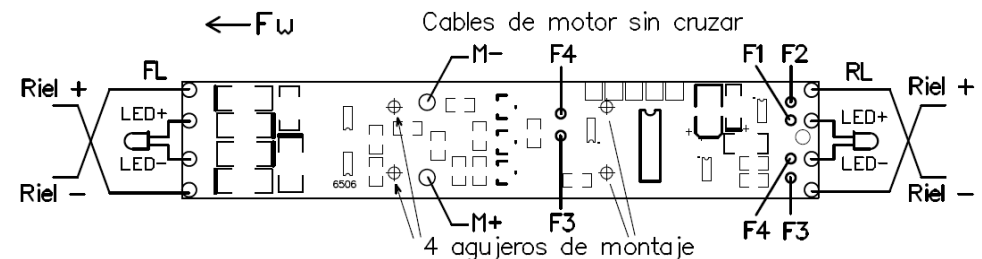 Fw
Cables de motor sin cruzar
M-
F4
F1 F2
FL
RL
Riel +
Riel +
LED+
LED+
LED-
LED-
6506
Riel -
Riel -
M+
F3
F4 F3
4 agujeros de montaje